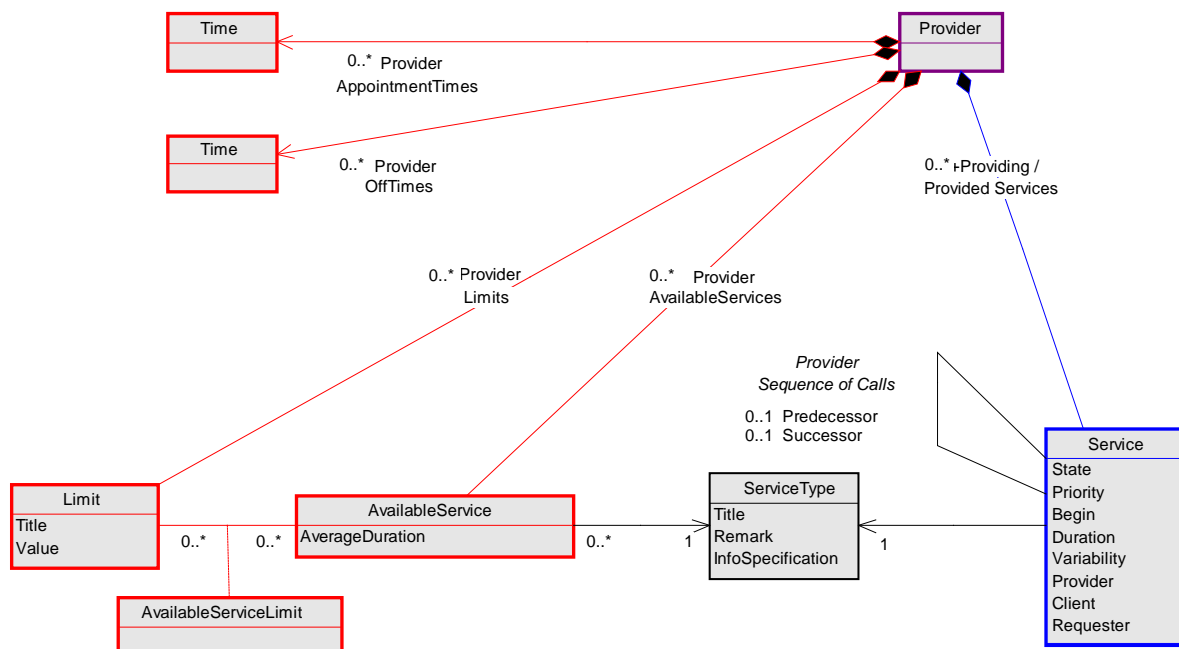 Time
Provider
0..* Provider
AppointmentTimes
Time
0..* Provider
OffTimes
0..* +Providing /
Provided Services
0..* Provider
Limits
0..* Provider
AvailableServices
Provider
Sequence of Calls
0..1 Predecessor
0..1 Successor
Service
State
Priority
Begin
Duration
Variability
Provider
Client
Requester
Limit
Title
Value
0..*
0..*
AvailableService
AverageDuration
0..*
1
ServiceType
Title
Remark
InfoSpecification
1
AvailableServiceLimit